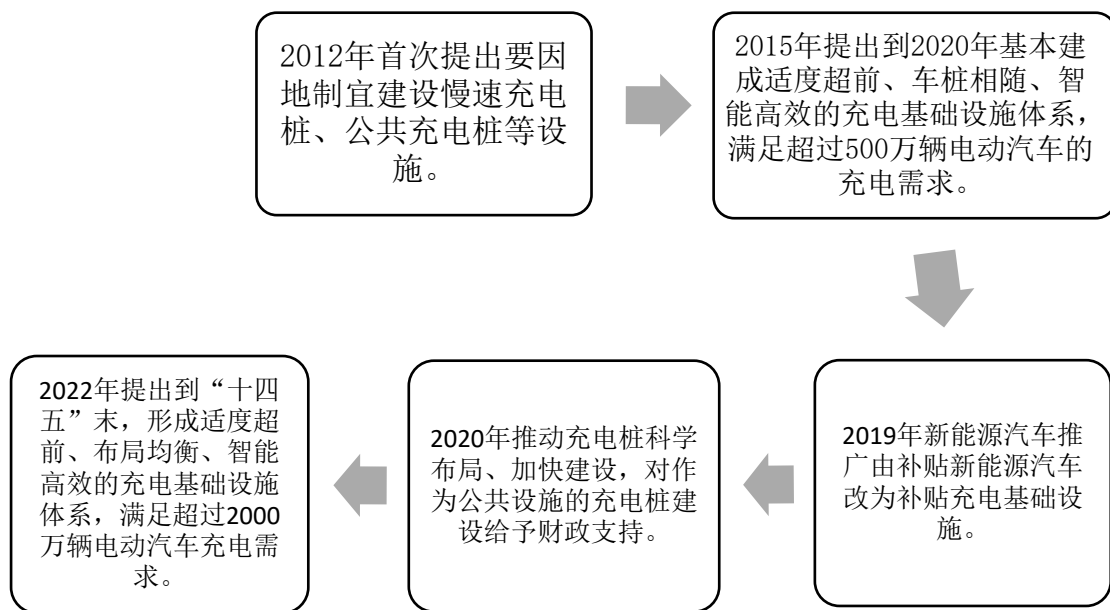 2012年首次提出要因
地制宜建设慢速充电
桩、公共充电桩等设
施。
2015年提出到2020年基本建
成适度超前、车桩相随、智
能高效的充电基础设施体系，
满足超过500万辆电动汽车的
充电需求。
2019年新能源汽车推
广由补贴新能源汽车
改为补贴充电基础设
施。
2020年推动充电桩科学
布局、加快建设，对作
为公共设施的充电桩建
设给予财政支持。
2022年提出到“十四
五”末，形成适度超
前、布局均衡、智能
高效的充电基础设施
体系，满足超过2000
万辆电动汽车充电需
求。